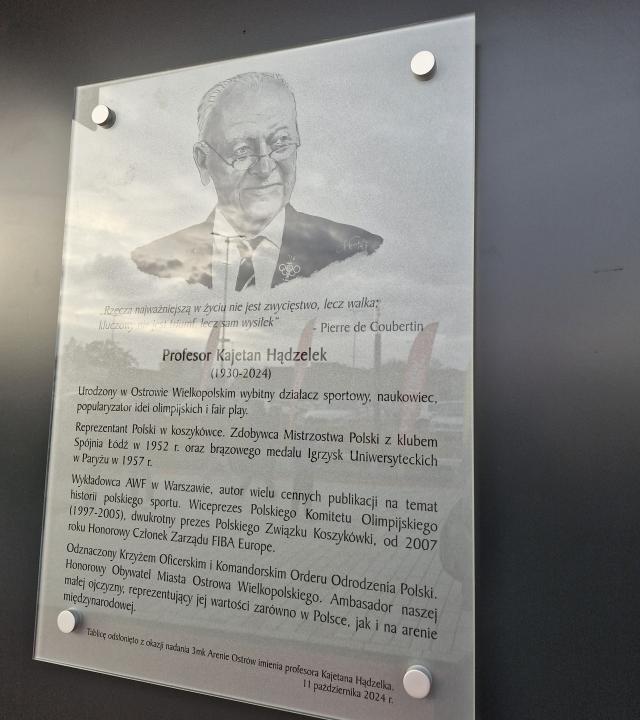 „Rzeczą najważniejszą w życiu nie jest zwycięstwo, lecz walka;
kluczowy nie jest triumf, lecz sam wysiłek”
- Pierre de Coubertin
Profesor Kajetan Hądzelek
(1930-2024)
Urodzony w Ostrowie Wielkopolskim wybitny działacz sportowy, naukowiec,
popularyzator idei olimpijskich i fair play.
Reprezentant Polski w koszykówce. Zdobywca Mistrzostwa Polski z klubem
Spójnia Łódź w 1952 r. oraz brązowego medalu Igrzysk Uniwersyteckich
w Paryżu w 1957 r.
Wykładowca AWF w Warszawie, autor wielu cennych publikacji na temat
historii polskiego sportu. Wiceprezes Polskiego Komitetu Olimpijskiego
(1997-2005), dwukrotny prezes Polskiego Związku Koszykówki, od 2007
roku Honorowy Członek Zarządu FIBA Europe.
Odznaczony Krzyżem Oficerskim i Komandorskim Orderu Odrodzenia Polski.
Honorowy Obywatel Miasta Ostrowa Wielkopolskiego. Ambasador naszej
małej ojczyzny, reprezentujący jej wartości zarówno w Polsce, jak i na arenie
międzynarodowej.
Tablicę odsłonięto z okazji nadania 3mk Arenie Ostrów imienia profesora Kajetana Hądzelka.
11 października 2024 r.